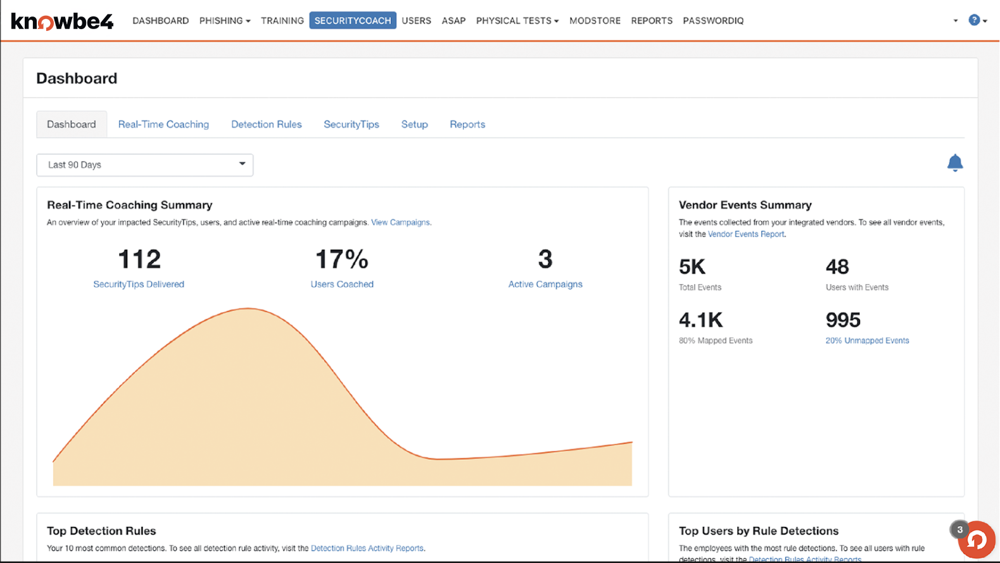 knowbe4
DASHBOARD PHISHING TRAINING SECURITYCOACH USERS ASAP PHYSICAL TESTS MODSTORE REPORTS PASSWORDIQ ?
Dashboard
Dashboard Real-Time Coaching Detection Rules SecurityTips Setup Reports
Last 90 Days
Real-Time Coaching Summary
An overview of your impacted SecurityTips, users, and active real-time coaching campaigns. View Campaigns.
112 17% 3
SecurityTips Delivered Users Coached Active Campaigns
Vendor Events Summary
The events collected from your integrated vendors. To see all vendor events,
visit the Vendor Events Report.
5K 48
Total Events Users with Events
4.1K 995
80% Mapped Events 20% Unmapped Events
Top Detection Rules
Your 10 most common detections. To see all detection rule activity, visit the Detection Rules Activity Reports.
Top Users by Rule Detections
The employees with the most rule detections. To see all users with rule
detections, visit the Detection Rules Activity Reports
3